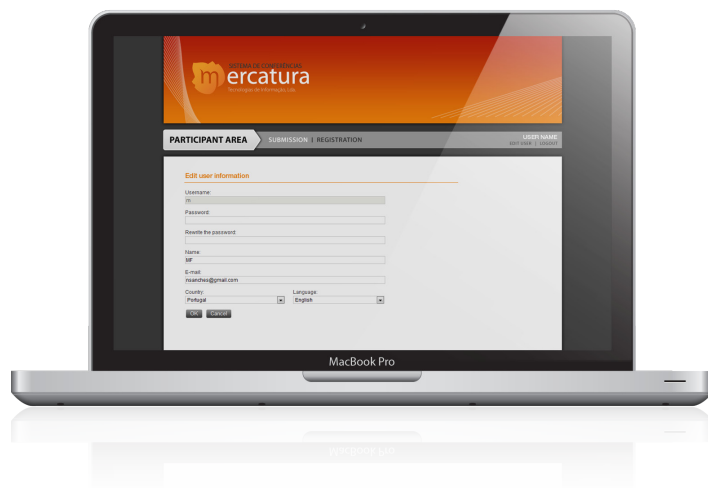 SISTEMA DE CONFERÊNCIAS
mercatura
Tecnologias de Informação, Lda.
PARTICIPANT AREA SUBMISSION | REGISTRATION
USER NAME
EDIT USER | LOGOUT
Edit user information
Username:
m
Password:
Rewrite the password:
Name:
MF
E-mail:
nsanches@gmail.com
Country: Language:
Portugal English
OK Cancel
MacBook Pro